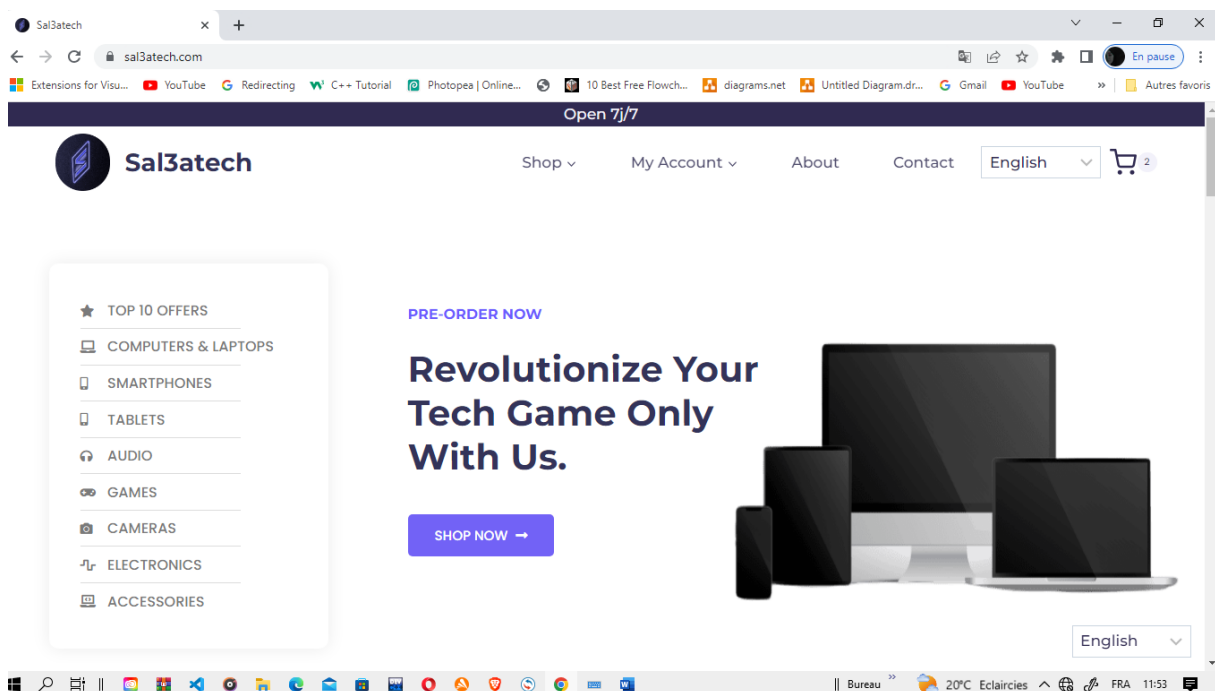 Sal3atech
sal3atech.com
En pause
Extensions for Visu... YouTube Redirecting C++ Tutorial Photopea | Online... 10 Best Free Flowch... diagrams.net Untitled Diagram.dr... Gmail YouTube » Autres favoris
Open 7j/7
Sal3atech
Shop My Account About Contact English 2
TOP 10 OFFERS
COMPUTERS & LAPTOPS
SMARTPHONES
TABLETS
AUDIO
GAMES
CAMERAS
ELECTRONICS
ACCESSORIES
PRE-ORDER NOW
Revolutionize Your
Tech Game Only
With Us.
SHOP NOW →
English
Bureau » 20°C Eclaircies FRA 11:53